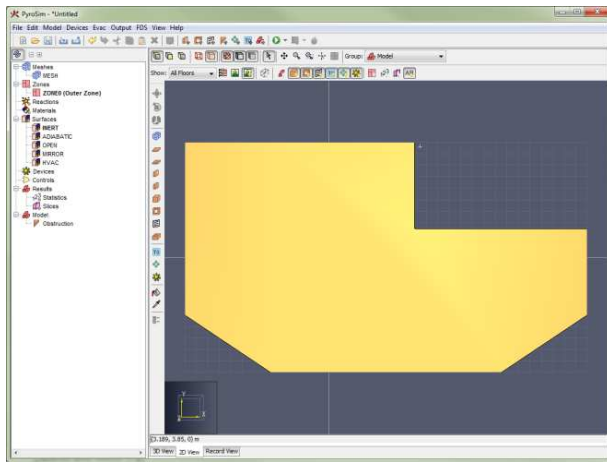 PyroSim - *Untitled
File Edit Model Devices Evac Output FDS View Help
Group: Model
Show: All Floors
Meshes
MESH
Zones
ZONE0 (Outer Zone)
Reactions
Materials
Surfaces
INERT
ADIABATIC
OPEN
MIRROR
HVAC
Devices
Controls
Results
Statistics
Slices
Model
Obstruction
Y
X
(3.189, 3.85, 0) m
3D View 2D View Record View